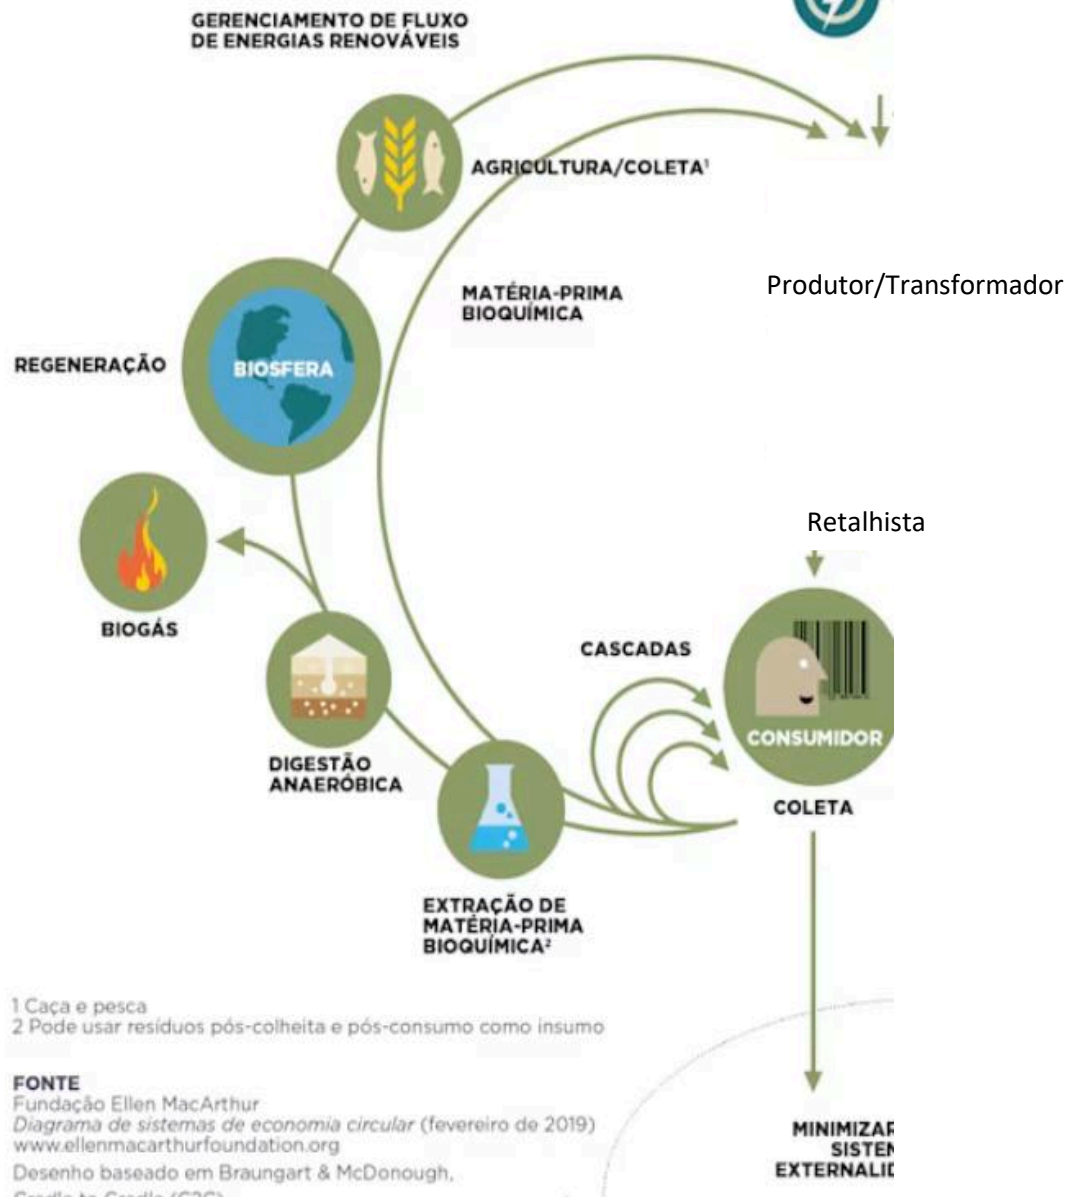 GERENCIAMENTO DE FLUXO
DE ENERGIAS RENOVÁVEIS
AGRICULTURA/COLETA¹
MATÉRIA-PRIMA
BIOQUÍMICA
Produtor/Transformador
REGENERAÇÃO
BIOSFERA
Retalhista
BIOGÁS
CASCADAS
CONSUMIDOR
DIGESTÃO
ANAERÓBICA
COLETA
EXTRAÇÃO DE
MATÉRIA-PRIMA
BIOQUÍMICA²
1 Caça e pesca
2 Pode usar resíduos pós-colheita e pós-consumo como insumo
FONTE
Fundação Ellen MacArthur
Diagrama de sistemas de economia circular (fevereiro de 2019)
www.ellenmacarthurfoundation.org
Desenho baseado em Braungart & McDonough,
MINIMIZAR
SISTEM
EXTERNALID